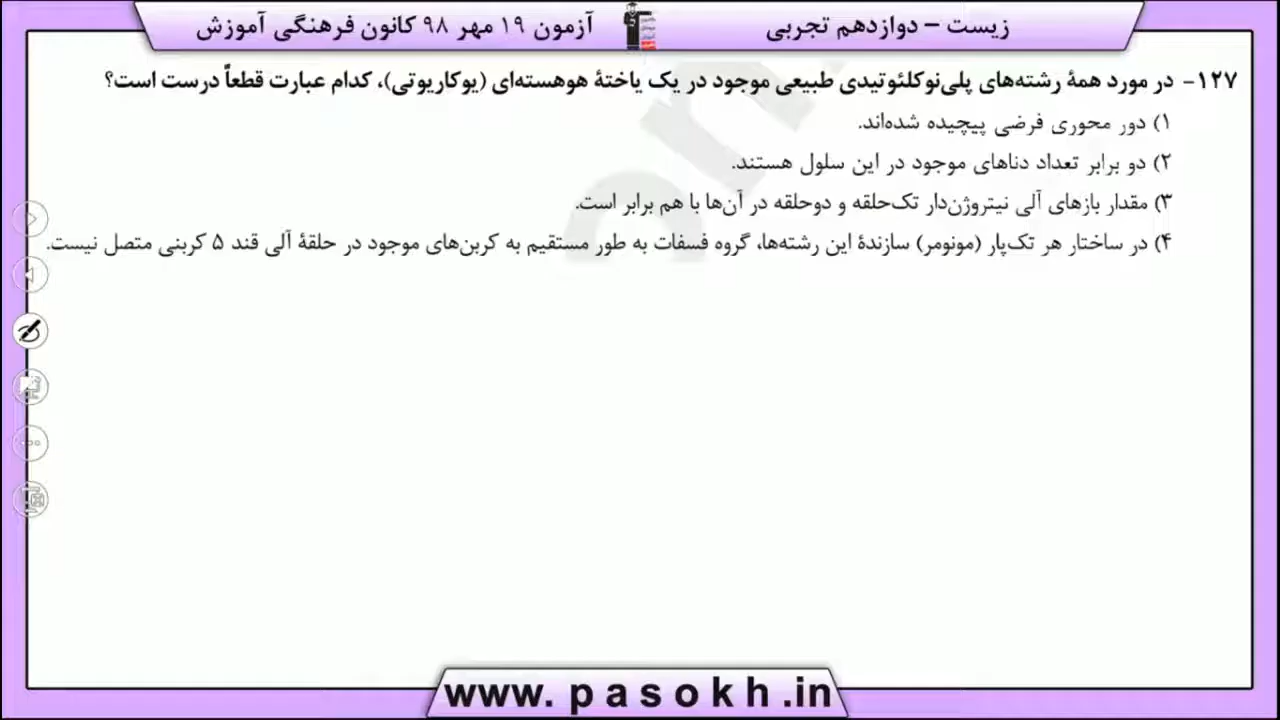 زیست – دوازدهم تجربی
آزمون ۱۹ مهر ۹۸ کانون فرهنگی آموزش
۱۲۷- در مورد همهٔ رشته‌های پلی‌نوکلئوتیدی طبیعی موجود در یک یاختهٔ هوهسته‌ای (یوکاریوتی)، کدام عبارت قطعاً درست است؟
۱) دور محوری فرضی پیچیده شده‌اند.
۲) دو برابر تعداد دناهای موجود در این سلول هستند.
۳) مقدار بازهای آلی نیتروژن‌دار تک‌حلقه و دوحلقه در آن‌ها با هم برابر است.
۴) در ساختار هر تک‌پار (مونومر) سازندهٔ این رشته‌ها، گروه فسفات به طور مستقیم به کربن‌های موجود در حلقهٔ آلی قند ۵ کربنی متصل نیست.
www. pasokh.in